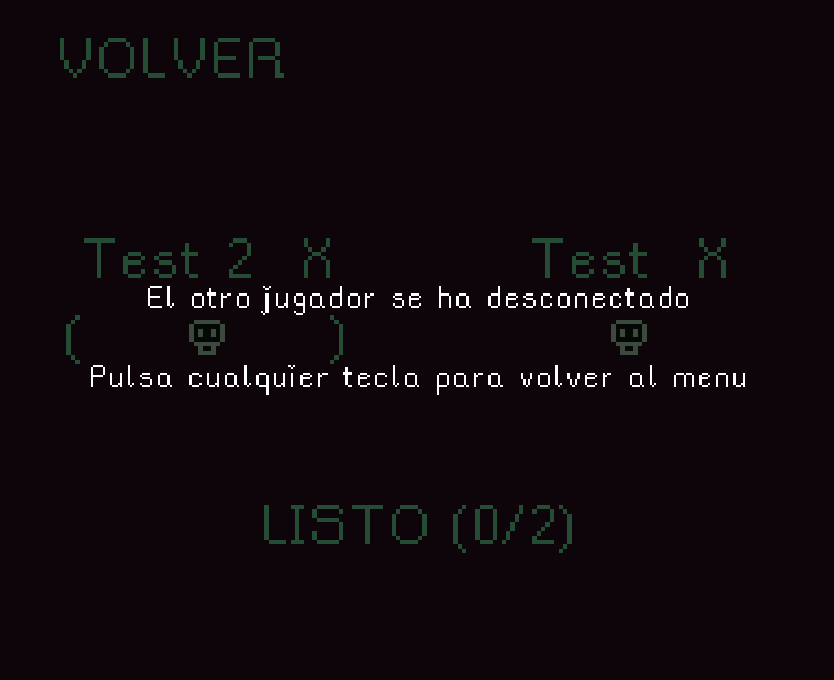 VOLVER
Test 2 X
Test X
El otro jugador se ha desconectado
( )
Pulsa cualquier tecla para volver al menu
LISTO (0/2)